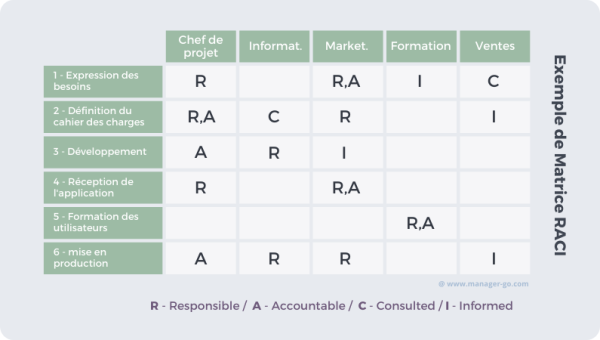 Chef de projet Informat. Market. Formation Ventes
1 - Expression des besoins R R,A I C
2 - Définition du cahier des charges R,A C R I
3 - Développement A R I
4 - Réception de l'application R R,A
5 - Formation des utilisateurs R,A
6 - mise en production A R R I
Exemple de Matrice RACI
@ www.manager-go.com
R - Responsible / A - Accountable / C - Consulted / I - Informed